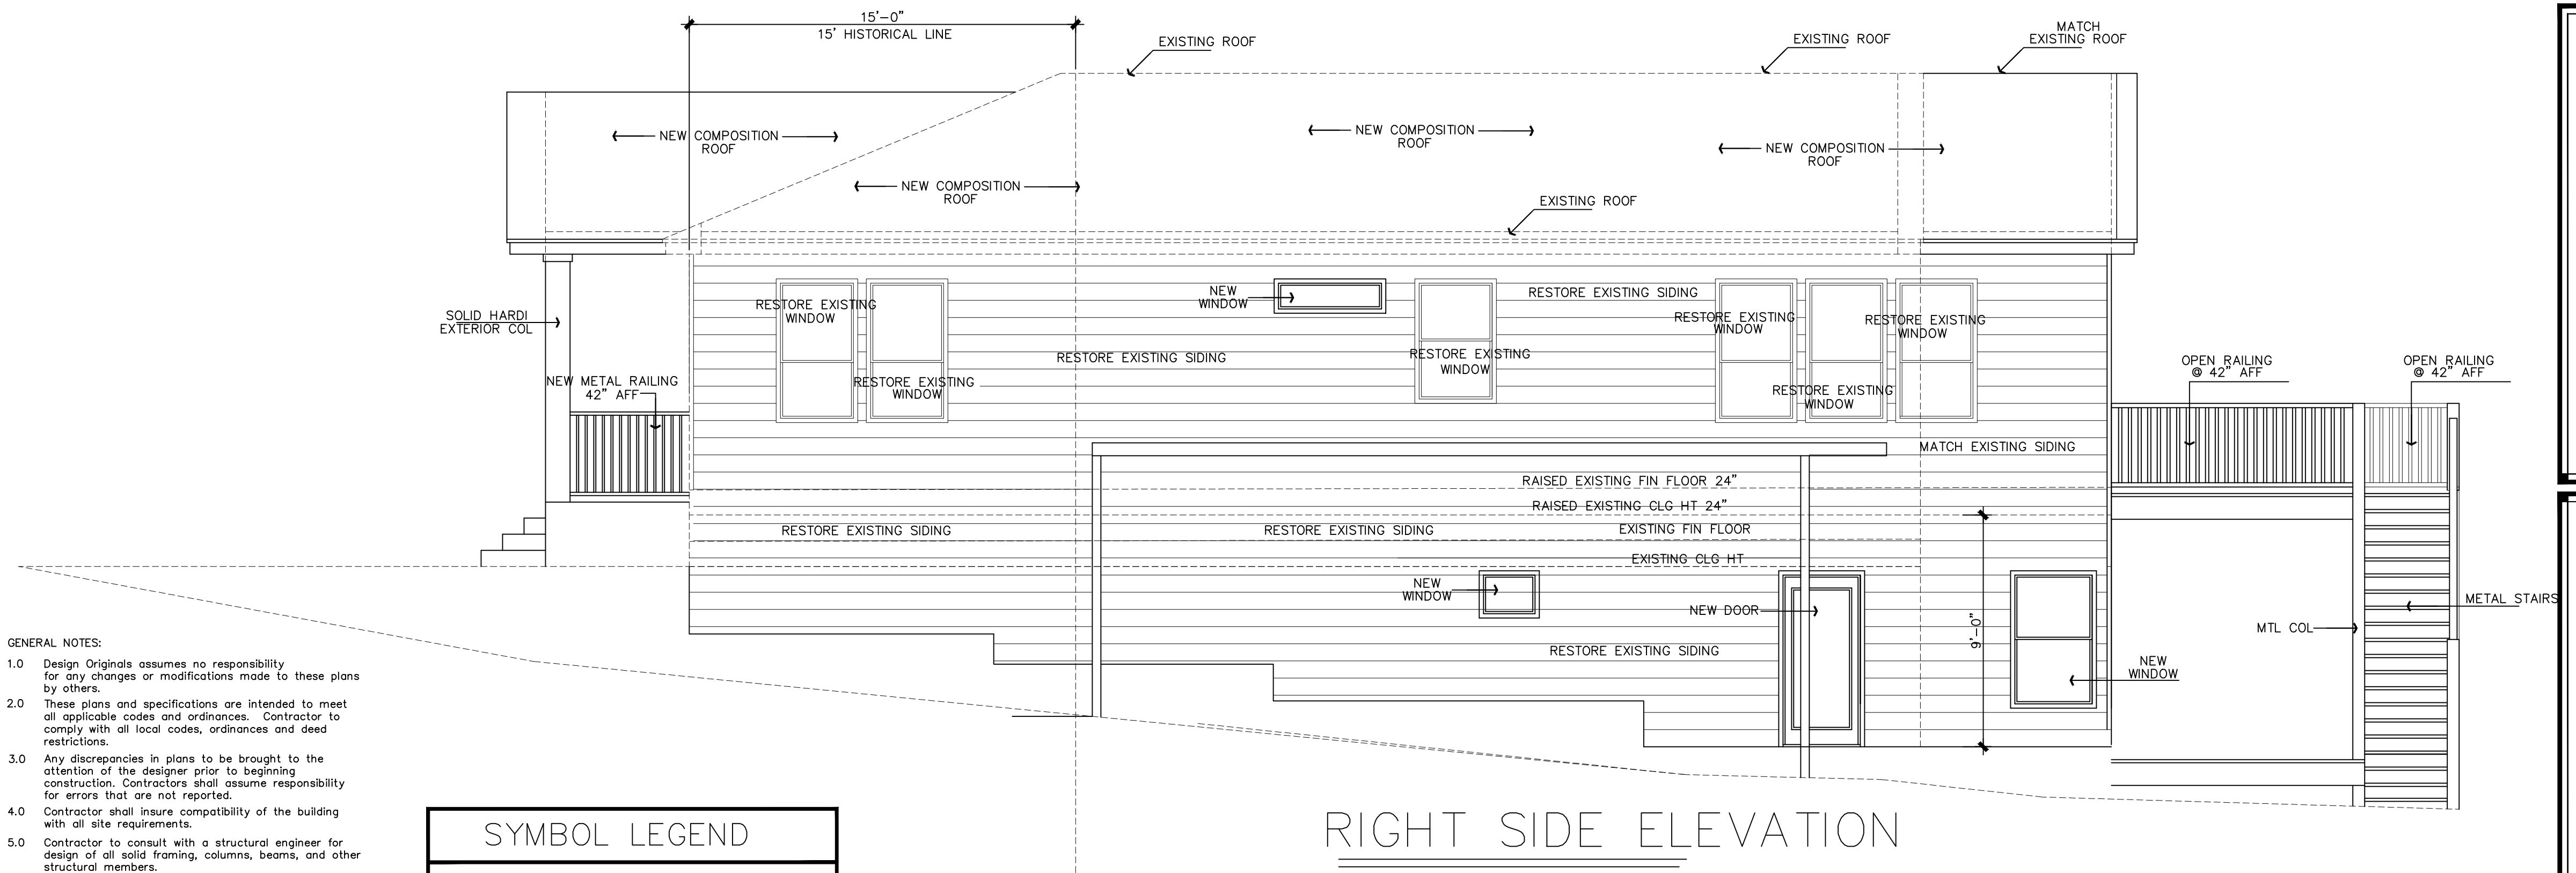 15'-0"
15' HISTORICAL LINE
EXISTING ROOF
EXISTING ROOF
MATCH
EXISTING ROOF
NEW COMPOSITION
ROOF
NEW COMPOSITION
ROOF
NEW COMPOSITION
ROOF
NEW COMPOSITION
ROOF
EXISTING ROOF
SOLID HARDI
EXTERIOR COL
NEW METAL RAILING
42" AFF
RESTORE EXISTING
WINDOW
RESTORE EXISTING
WINDOW
NEW
WINDOW
RESTORE EXISTING SIDING
RESTORE EXISTING SIDING
RESTORE EXISTING
WINDOW
RESTORE EXISTING
WINDOW
RESTORE EXISTING
WINDOW
RESTORE EXISTING
WINDOW
OPEN RAILING
@ 42" AFF
OPEN RAILING
@ 42" AFF
MATCH EXISTING SIDING
RAISED EXISTING FIN FLOOR 24"
RAISED EXISTING CLG HT 24"
RESTORE EXISTING SIDING
RESTORE EXISTING SIDING
EXISTING FIN FLOOR
EXISTING CLG HT
NEW
WINDOW
NEW DOOR
9'-0"
RESTORE EXISTING SIDING
NEW
WINDOW
MTL COL
METAL STAIRS
GENERAL NOTES:
1.0 Design Originals assumes no responsibility
for any changes or modifications made to these plans
by others.
2.0 These plans and specifications are intended to meet
all applicable codes and ordinances. Contractor to
comply with all local codes, ordinances and deed
restrictions.
3.0 Any discrepancies in plans to be brought to the
attention of the designer prior to beginning
construction. Contractors shall assume responsibility
for errors that are not reported.
4.0 Contractor shall insure compatibility of the building
with all site requirements.
5.0 Contractor to consult with a structural engineer for
design of all solid framing, columns, beams, and other
structural members.
SYMBOL LEGEND
RIGHT SIDE ELEVATION